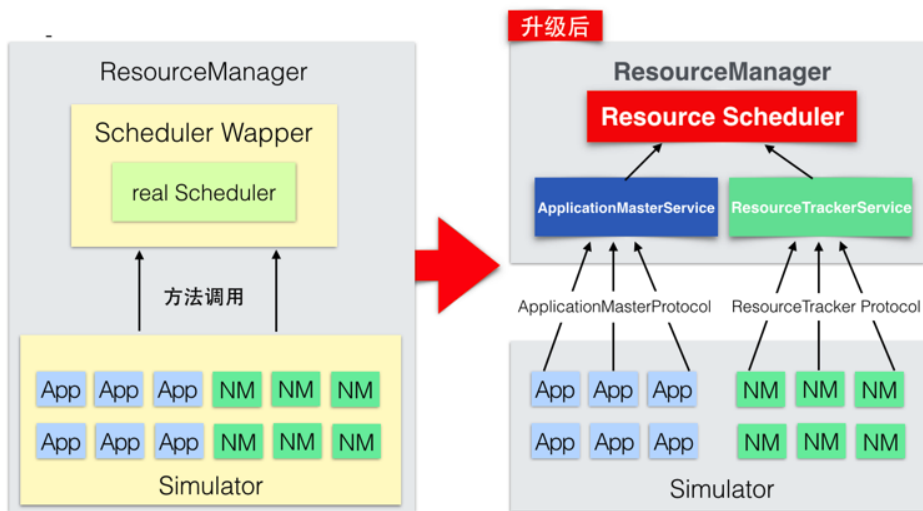 ResourceManager
Scheduler Wapper
real Scheduler
方法调用
App App App NM NM NM
App App App NM NM NM
Simulator
升级后
ResourceManager
Resource Scheduler
ApplicationMasterService
ResourceTrackerService
ApplicationMasterProtocol
ResourceTracker Protocol
App App App NM NM NM
App App App NM NM NM
Simulator